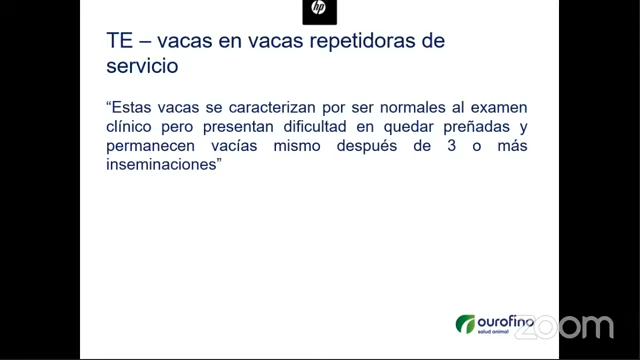 hp
TE – vacas en vacas repetidoras de
servicio
“Estas vacas se caracterizan por ser normales al examen
clínico pero presentan dificultad en quedar preñadas y
permanecen vacías mismo después de 3 o más
inseminaciones”
ourofino
salud animal
zoom